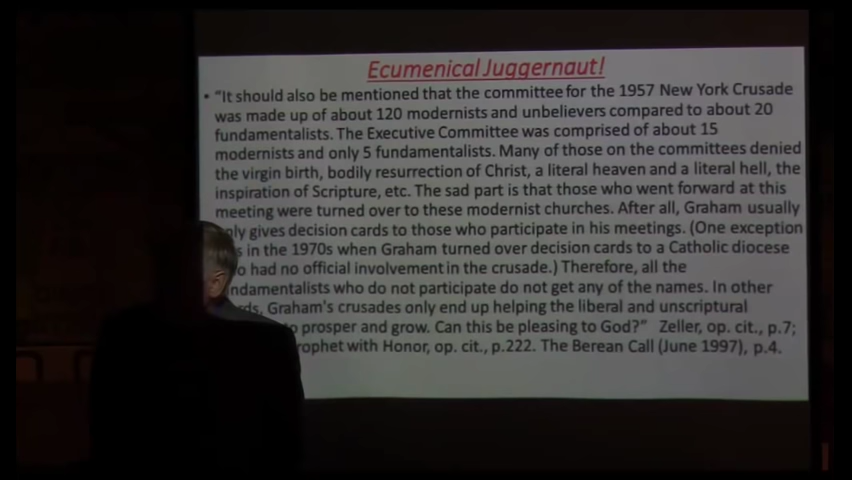 Ecumenical Juggernaut!
• "It should also be mentioned that the committee for the 1957 New York Crusade
was made up of about 120 modernists and unbelievers compared to about 20
fundamentalists. The Executive Committee was comprised of about 15
modernists and only 5 fundamentalists. Many of those on the committees denied
the virgin birth, bodily resurrection of Christ, a literal heaven and a literal hell, the
inspiration of Scripture, etc. The sad part is that those who went forward at this
meeting were turned over to these modernist churches. After all, Graham usually
gives decision cards to those who participate in his meetings. (One exception
in the 1970s when Graham turned over decision cards to a Catholic diocese
had no official involvement in the crusade.) Therefore, all the
ndamentalists who do not participate do not get any of the names. In other
Graham's crusades only end up helping the liberal and unscriptural
prosper and grow. Can this be pleasing to God?" Zeller, op. cit., p.7;
rophet with Honor, op. cit., p.222. The Berean Call (June 1997), p.4.